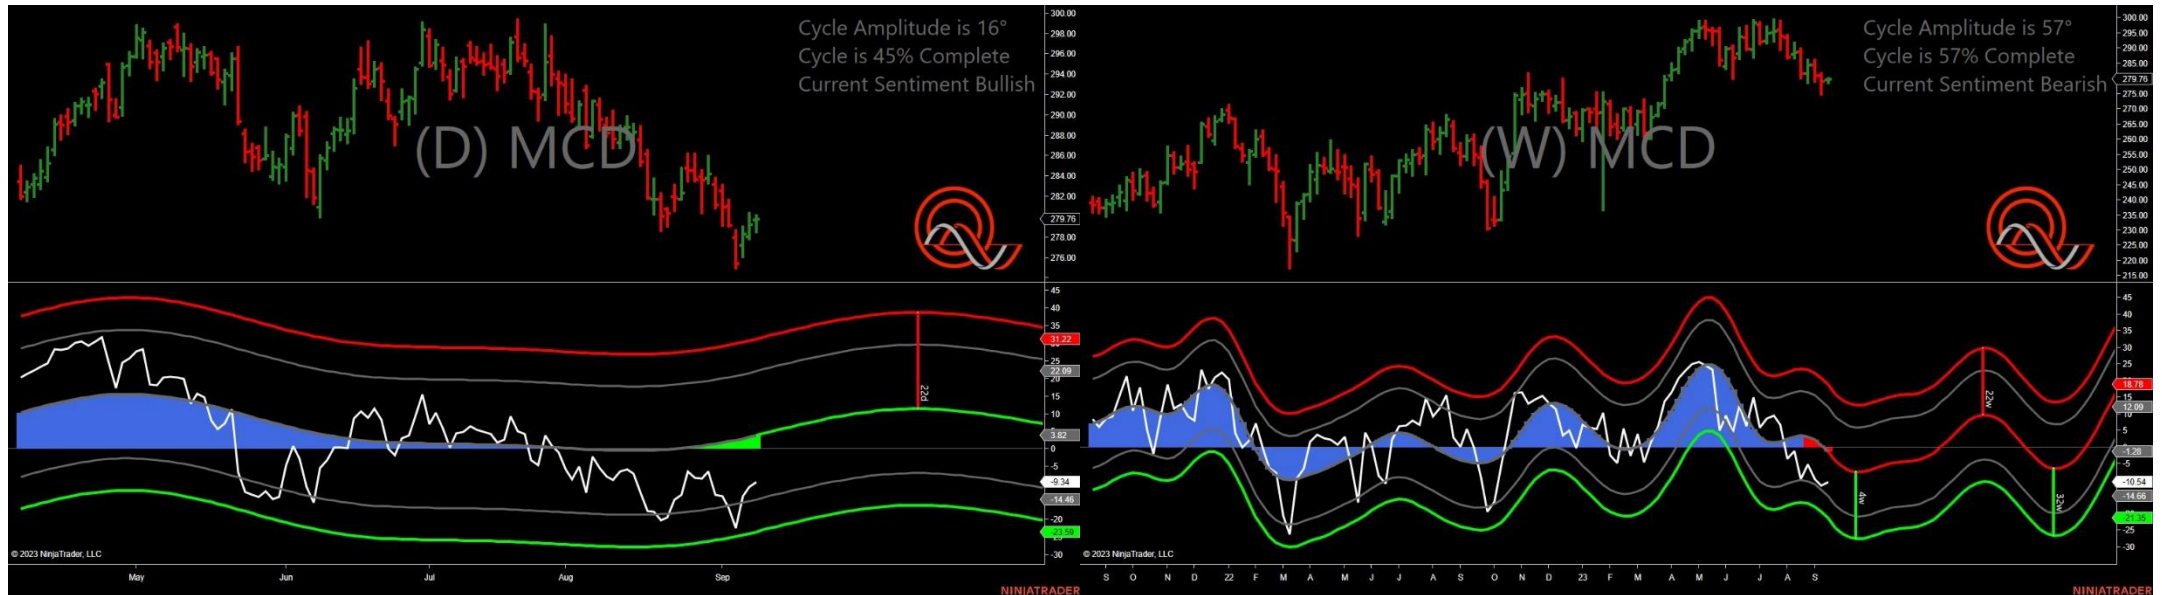 Cycle Amplitude is 16°
Cycle is 45% Complete
Current Sentiment Bullish
(D) MCD
300.00
298.00
296.00
294.00
292.00
290.00
288.00
286.00
284.00
282.00
279.76
278.00
276.00
45
40
35
31.22
25
22.09
20
15
10
5
3.82
0
-5
-9.34
-14.46
-20
-23.59
-30
22d
© 2023 NinjaTrader, LLC
May
Jun
Jul
Aug
Sep
NINJATRADER
Cycle Amplitude is 57°
Cycle is 57% Complete
Current Sentiment Bearish
(W) MCD
300.00
295.00
290.00
285.00
279.76
275.00
270.00
265.00
260.00
255.00
250.00
245.00
240.00
235.00
230.00
225.00
220.00
215.00
45
40
35
30
25
18.78
12.09
5
-1.28
-5
-10.54
-14.66
-21.35
-25
-30
4w
22w
32w
© 2023 NinjaTrader, LLC
S O N D 22 F M A M J J A S O N D 23 F M A M J J A S
NINJATRADER